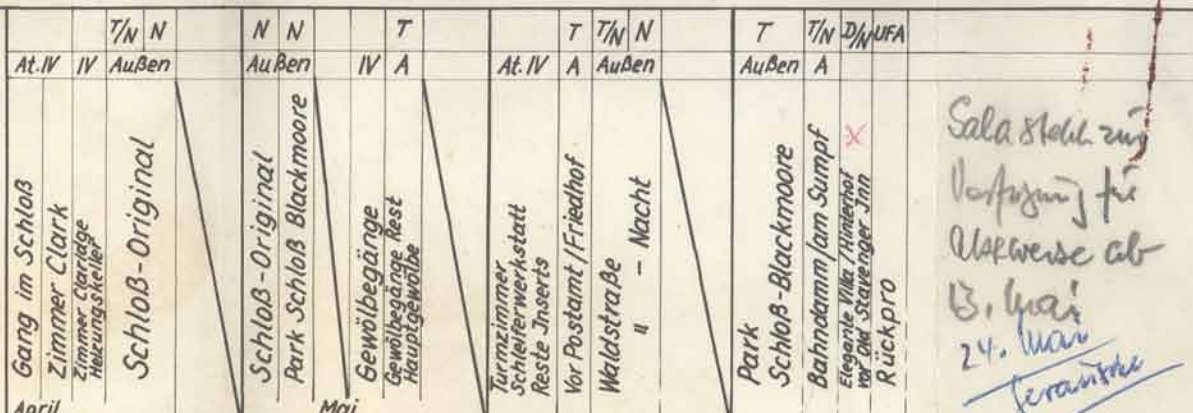 T/N N N N T T T/N N T T/N D/N UFA
At. IV IV Außen Außen IV A At. IV A Außen Außen A
Gang im Schloß
Zimmer Clark
Zimmer Clarilage
Heizungskeller
Schloß-Original
Schloß-Original
Park Schloß Blackmoore
Gewölbegänge
Gewölbegänge Rest
Hauptgewölbe
Turmzimmer
Schleiferwerkstatt
Reste Inserts
Vor Postamt/Friedhof
Waldstraße
" - Nacht
Park
Schloß-Blackmoore
Bahndamm/am Sumpf
Elegante Villa/Hinterhof
vor Old Scavenger Inn
Rückpro
X
Sala steht zur
Verfügung für
ab
13. Mai
24. Mai
April Mai